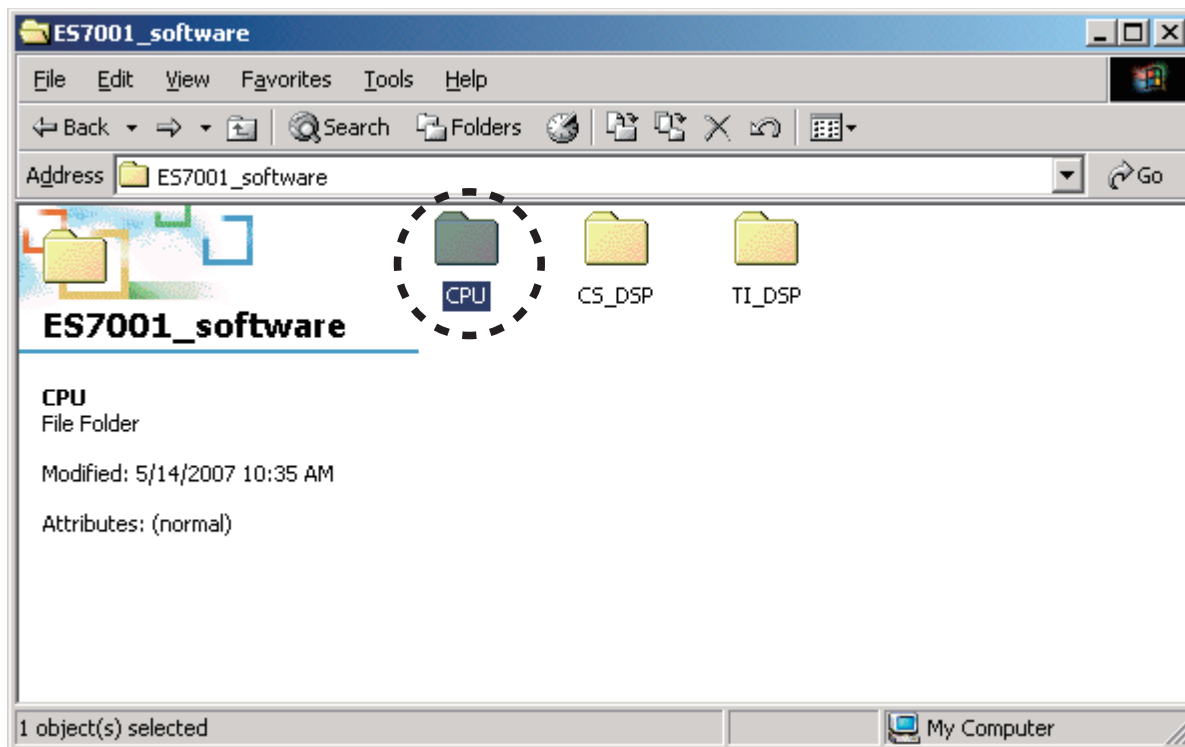 ES7001_software
File Edit View Favorites Tools Help
Back Search Folders
Address ES7001_software Go
CPU CS_DSP TI_DSP
ES7001_software
CPU
File Folder
Modified: 5/14/2007 10:35 AM
Attributes: (normal)
1 object(s) selected My Computer